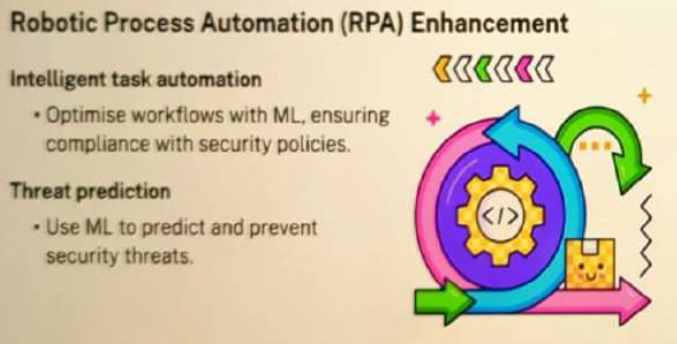 Robotic Process Automation (RPA) Enhancement
Intelligent task automation
• Optimise workflows with ML, ensuring
compliance with security policies.
Threat prediction
• Use ML to predict and prevent
security threats.
</>